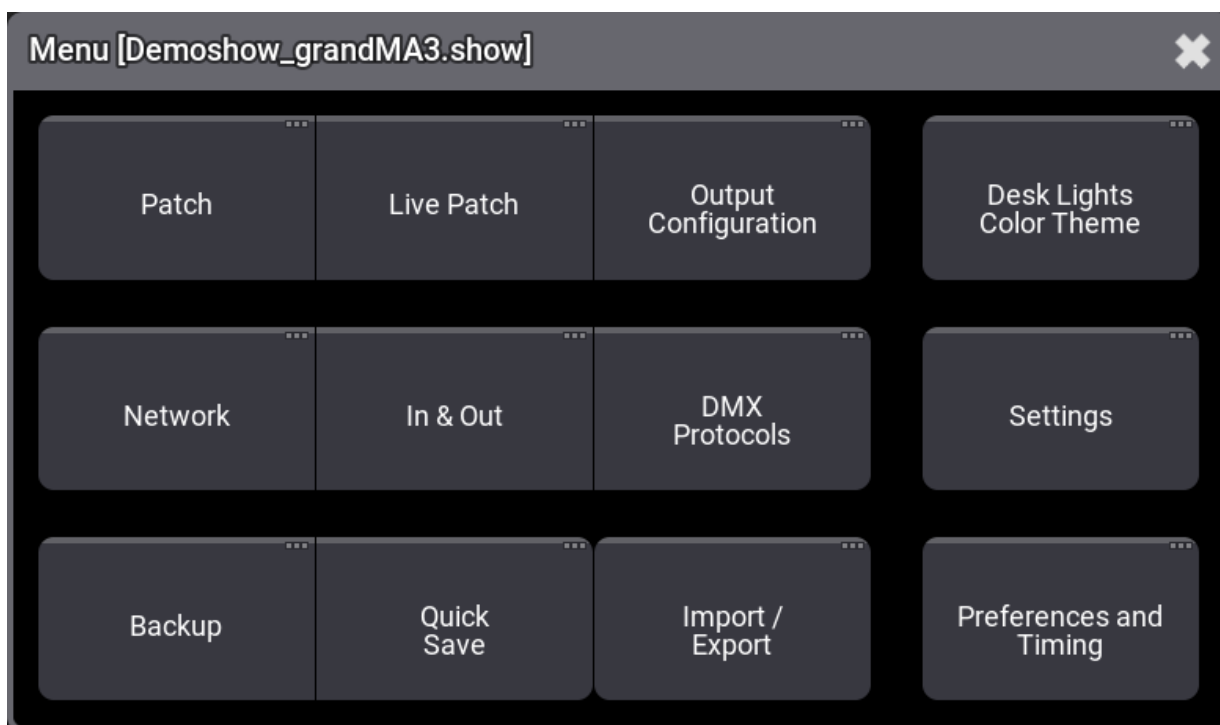 Menu [Demoshow_grandMA3.show]
Patch
Live Patch
Output
Configuration
Desk Lights
Color Theme
Network
In & Out
DMX
Protocols
Settings
Backup
Quick
Save
Import /
Export
Preferences and
Timing